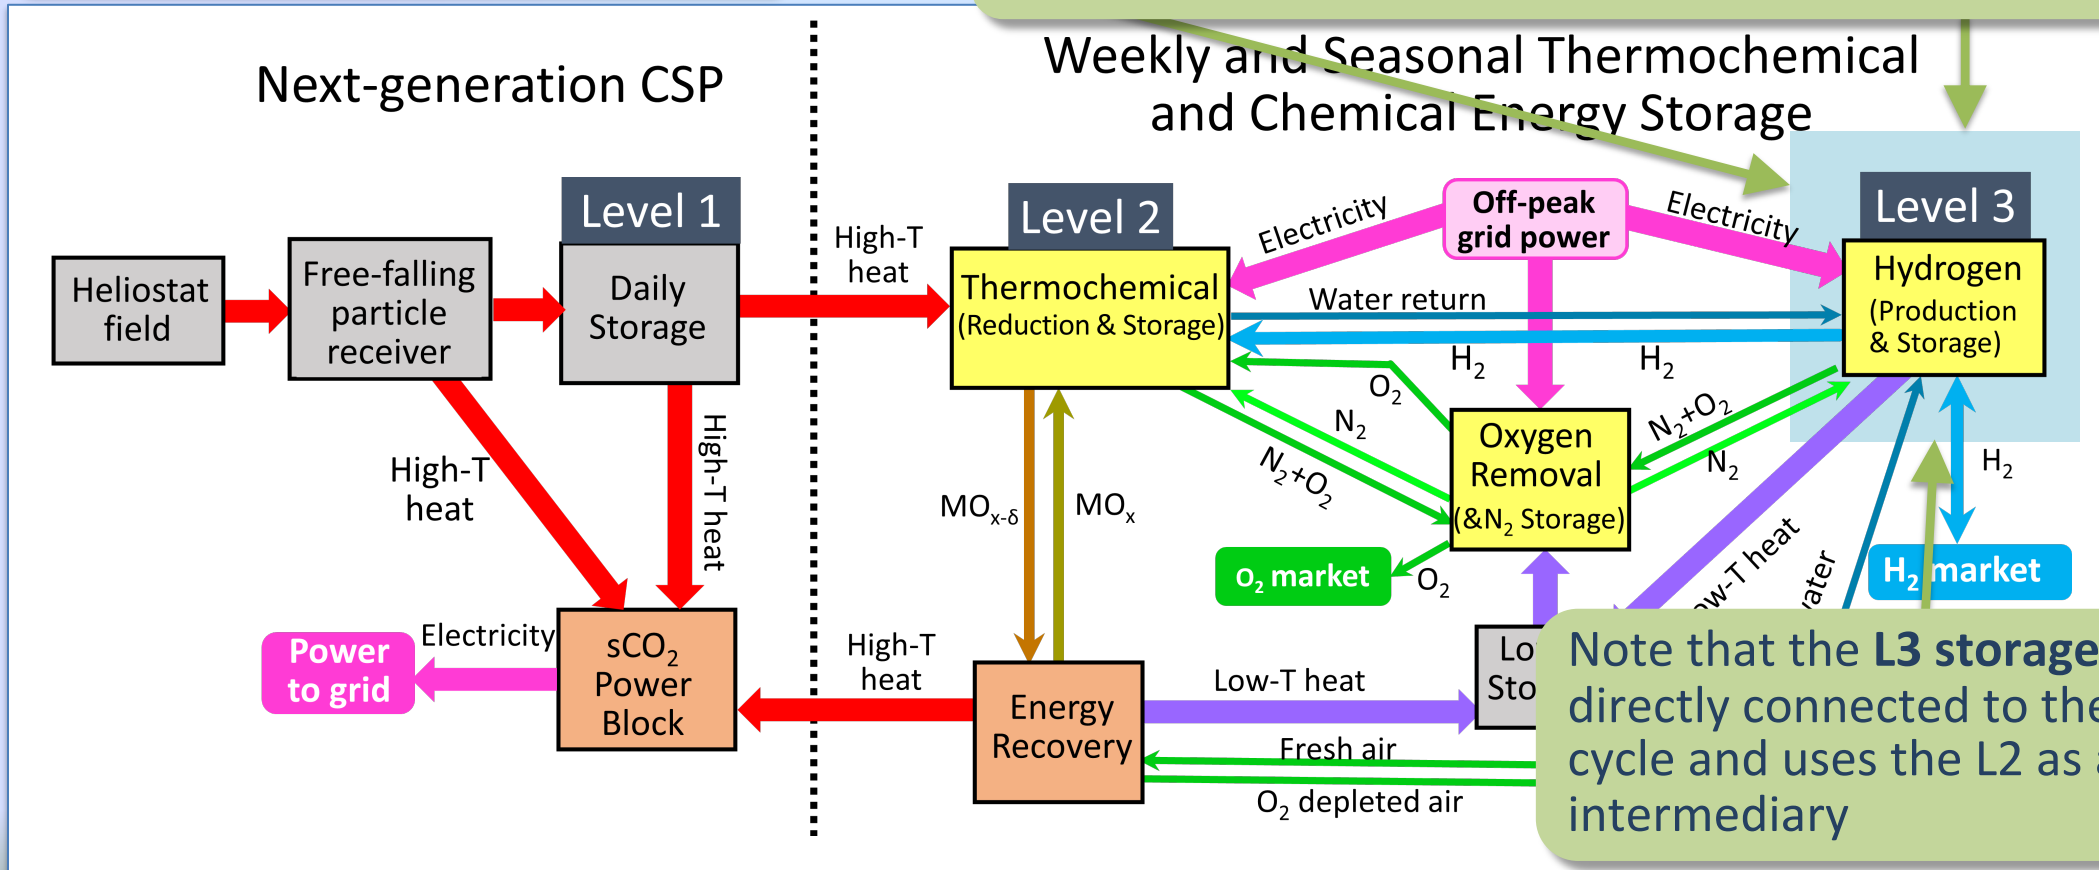 Next-generation CSP
Weekly and Seasonal Thermochemical
and Chemical Energy Storage
Level 1
Level 2
Level 3
Heliostat
field
Free-falling
particle
receiver
Daily
Storage
High-T
heat
Thermochemical
(Reduction & Storage)
Electricity
Off-peak
grid power
Electricity
Hydrogen
(Production
& Storage)
Water return
H₂
H₂
O₂
N₂
N₂+O₂
Oxygen
Removal
(&N₂ Storage)
N₂+O₂
N₂
H₂
High-T
heat
High-T heat
MOₓ₋δ
MOₓ
O₂ market
O₂
H₂ market
Power
to grid
Electricity
sCO₂
Power
Block
High-T
heat
Energy
Recovery
Low-T heat
Fresh air
O₂ depleted air
heat
Note that the L3 storage
directly connected to the
cycle and uses the L2 as a
intermediary